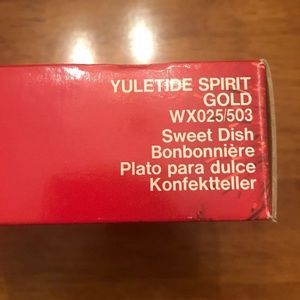 YULETIDE SPIRIT
GOLD
WX025/503
Sweet Dish
Bonbonnière
Plato para dulce
Konfektteller